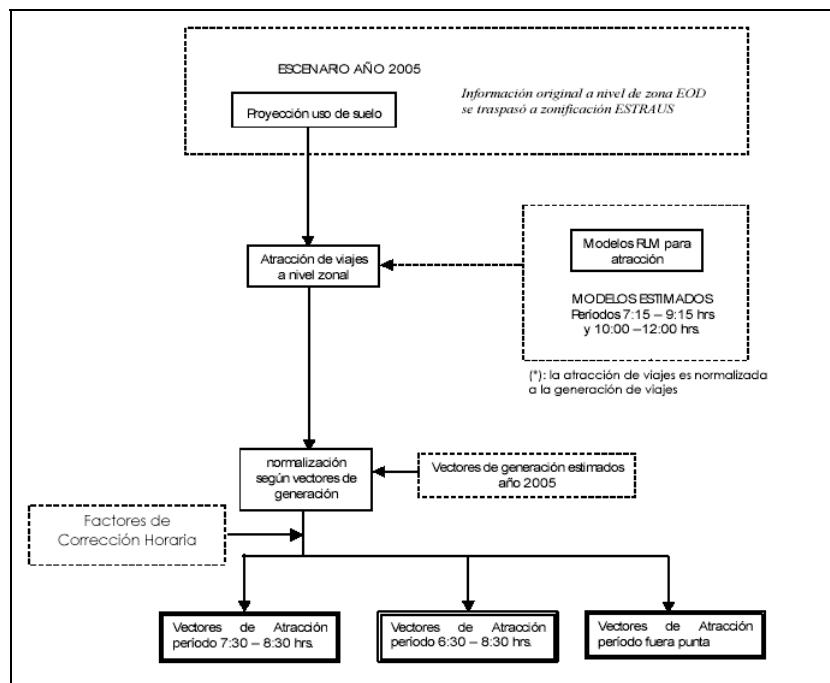 ESCENARIO AÑO 2005
Información original a nivel de zona EOD
se traspasó a zonificación ESTRAUS
Proyección uso de suelo
Atracción de viajes
a nivel zonal
Modelos RLM para
atracción
MODELOS ESTIMADOS
Períodos 7:15 – 9:15 hrs
y 10:00 –12:00 hrs.
(*): la atracción de viajes es normalizada
a la generación de viajes
normalización
según vectores de
generación
Vectores de generación estimados
año 2005
Factores de
Corrección Horaria
Vectores de Atracción
período 7:30 – 8:30 hrs.
Vectores de Atracción
período 6:30 – 8:30 hrs.
Vectores de Atracción
período fuera punta